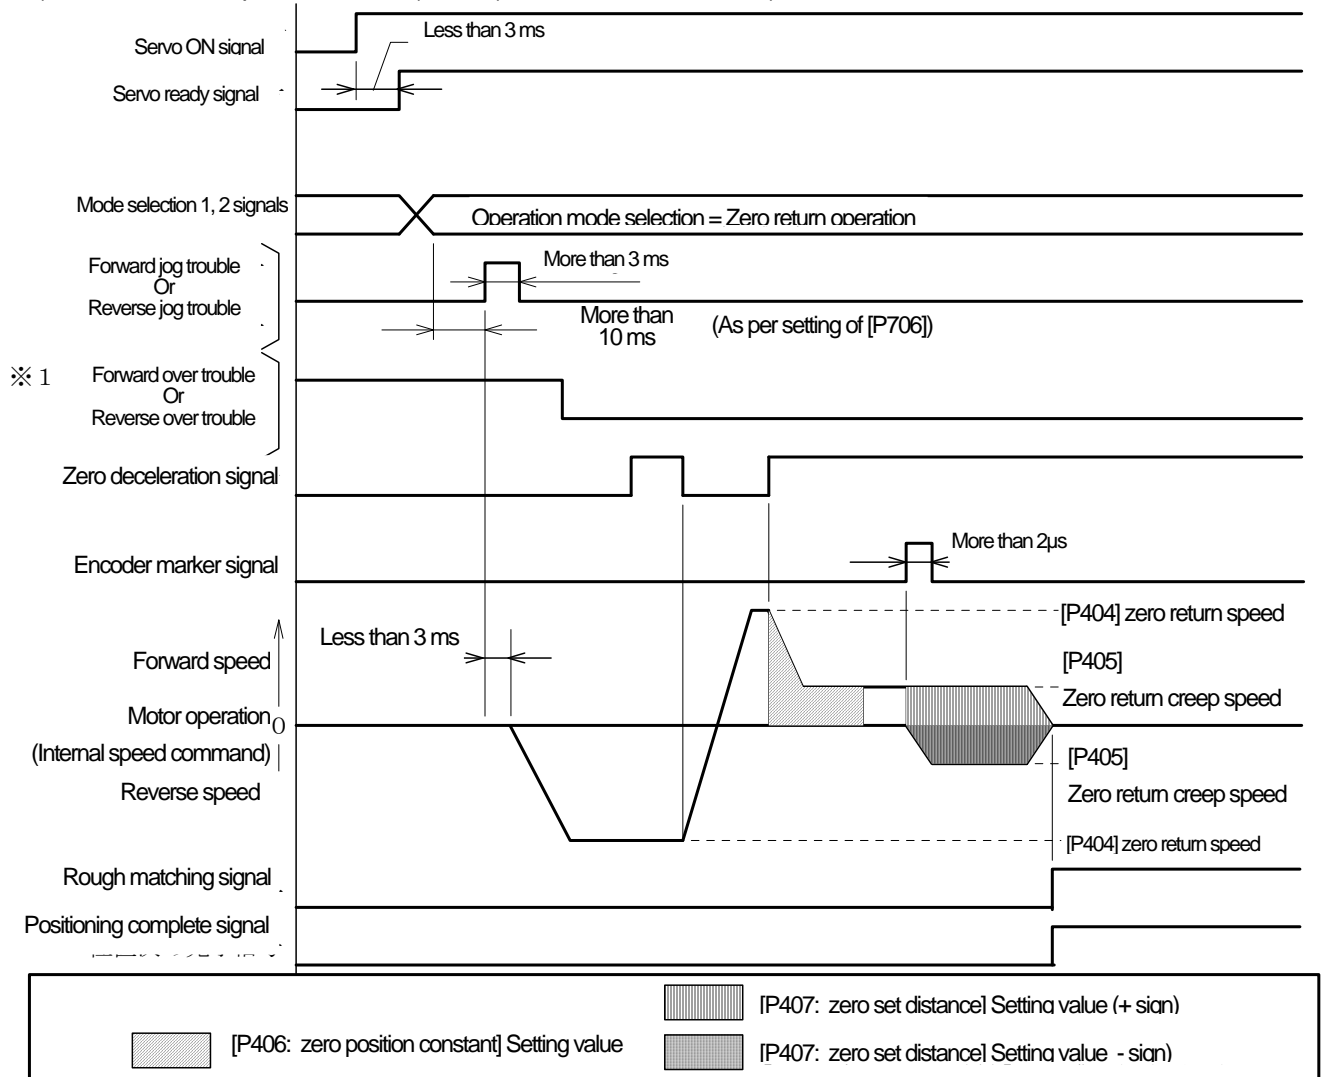 Less than 3 ms
Servo ON signal
Servo ready signal
Mode selection 1, 2 signals
Operation mode selection = Zero return operation
Forward jog trouble
Or
Reverse jog trouble
More than 3 ms
More than
10 ms
(As per setting of [P706])
※1
Forward over trouble
Or
Reverse over trouble
Zero deceleration signal
Encoder marker signal
More than 2μs
[P404] zero return speed
Less than 3 ms
Forward speed
[P405]
Zero return creep speed
Motor operation
0
(Internal speed command)
[P405]
Reverse speed
Zero return creep speed
[P404] zero return speed
Rough matching signal
Positioning complete signal
[P407: zero set distance] Setting value (+ sign)
[P406: zero position constant] Setting value
[P407: zero set distance] Setting value - sign)